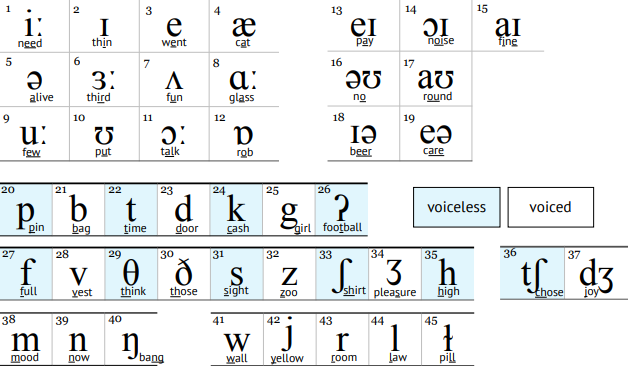 1 2 3 4 13 14 15
iː ɪ e æ eɪ ɔɪ aɪ
need thin went cat pay noise fine
5 6 7 8 16 17
ə ɜː ʌ ɑː əʊ aʊ
alive third fun glass no round
9 10 11 12 18 19
uː ʊ ɔː ɒ ɪə eə
few put talk rob beer care
20 21 22 23 24 25 26
p b t d k g ʔ voiceless voiced
pin bag time door cash girl football
27 28 29 30 31 32 33 34 35 36 37
f v θ ð s z ʃ ʒ h tʃ dʒ
full vest think those sight zoo shirt pleasure high chose joy
38 39 40 41 42 43 44 45
m n ŋ w j r l ɫ
mood now bang wall yellow room law pill